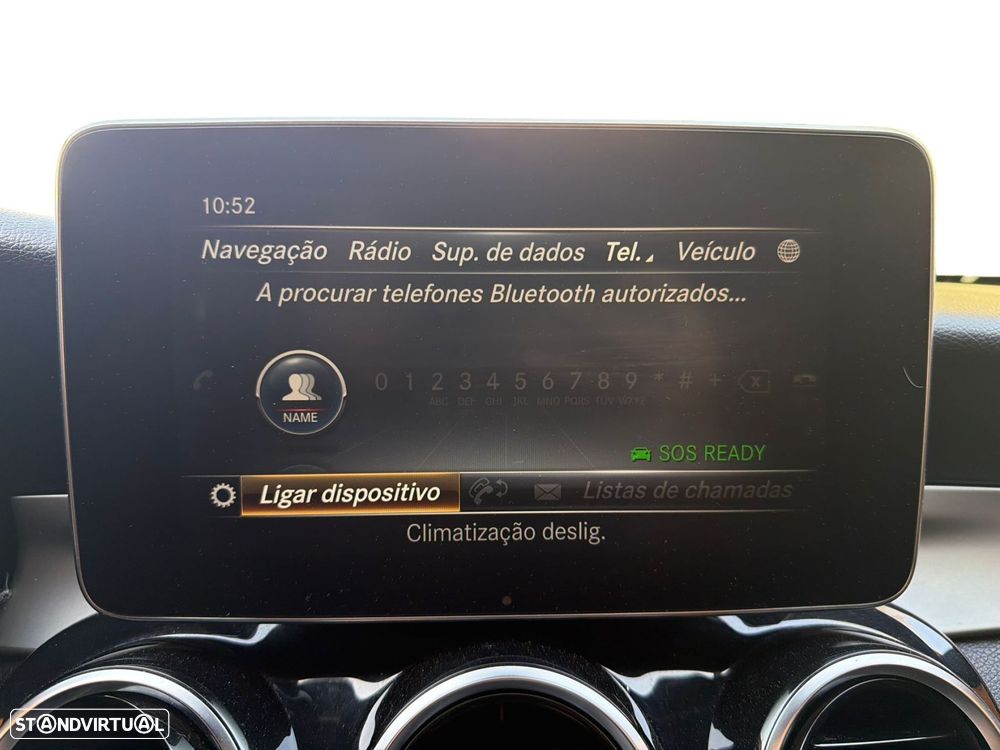 10:52
Navegação Rádio Sup. de dados Tel. Veículo
A procurar telefones Bluetooth autorizados...
0 1 2 3 4 5 6 7 8 9 * # +
ABC DEF GHI JKL MNO PQRS TUV WXYZ
NAME
SOS READY
Ligar dispositivo Listas de chamadas
Climatização deslig.
STANDVIRTUAL